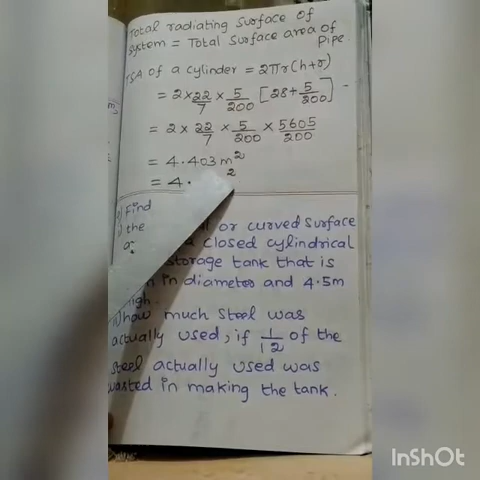 Total radiating Surface of
system = Total Surface area of
Pipe
TSA of a cylinder = 2πr(h+r)
= 2 × 22/7 × 5/200 [28 + 5/200]
= 2 × 22/7 × 5/200 × 5605/200
= 4.403 m²
= 4.
Find
the or curved surface
a closed cylindrical
storage tank that is
in diameter and 4.5m
high.
how much steel was
actually used, if 1/12 of the
steel actually used was
wasted in making the tank.
InShOt